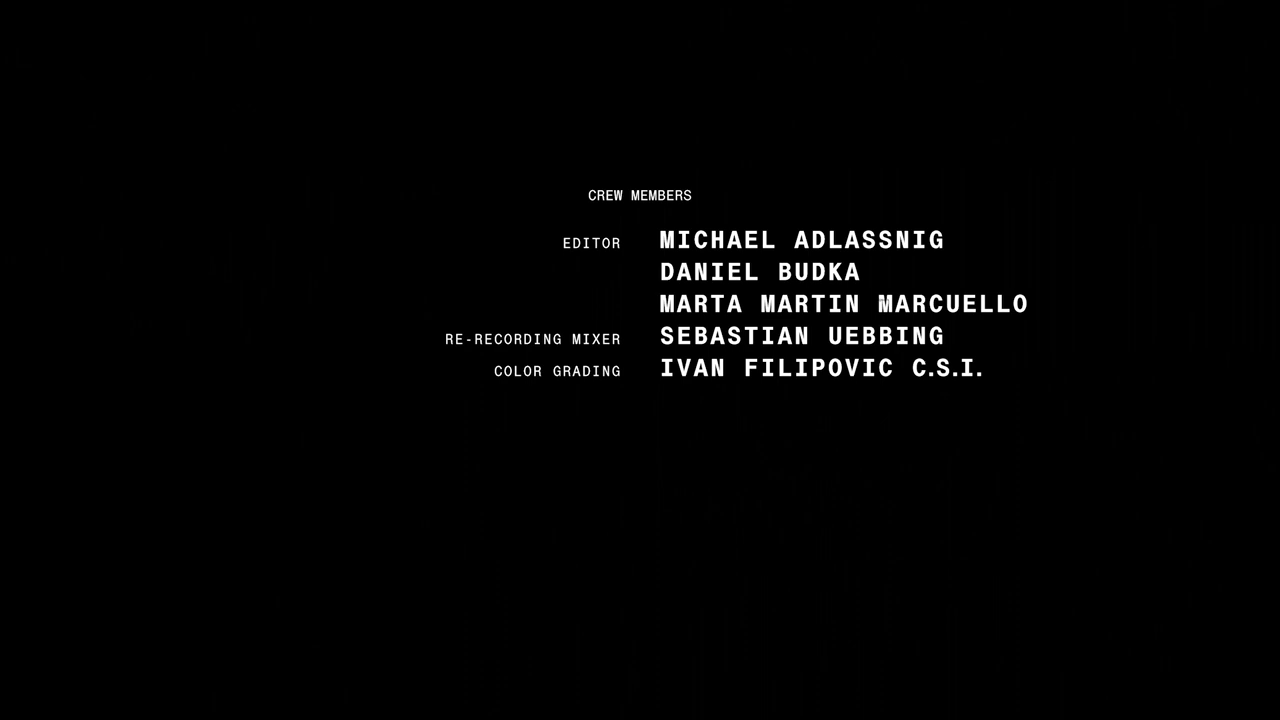 CREW MEMBERS
EDITOR MICHAEL ADLASSNIG
DANIEL BUDKA
MARTA MARTIN MARCUELLO
RE-RECORDING MIXER SEBASTIAN UEBBING
COLOR GRADING IVAN FILIPOVIC C.S.I.